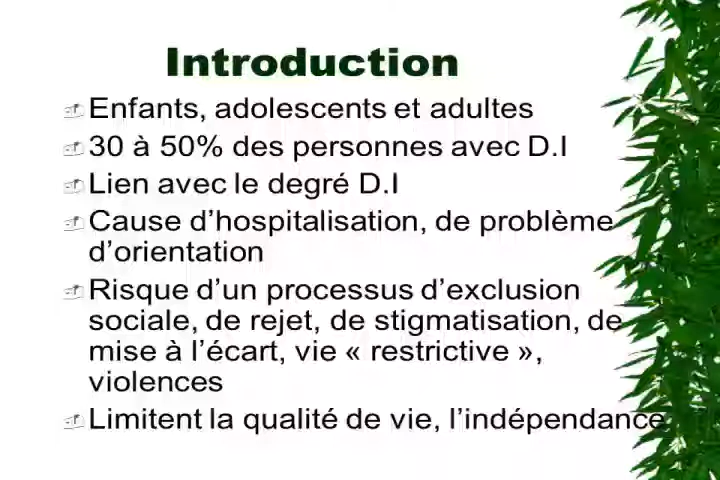 Introduction
Enfants, adolescents et adultes
30 à 50% des personnes avec D.I
Lien avec le degré D.I
Cause d’hospitalisation, de problème
d’orientation
Risque d’un processus d’exclusion
sociale, de rejet, de stigmatisation, de
mise à l’écart, vie « restrictive »,
violences
Limitent la qualité de vie, l’indépendance